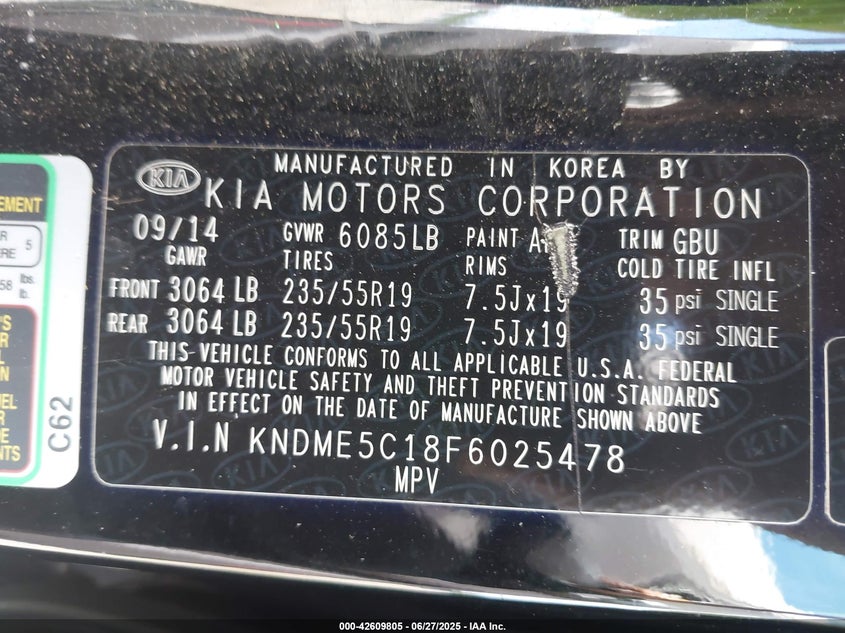 MANUFACTURED IN KOREA BY
KIA KIA MOTORS CORPORATION
09/14 GVWR 6085LB PAINT TRIM GBU
GAWR TIRES RIMS COLD TIRE INFL
FRONT 3064 LB 235/55R19 7.5Jx19 35 psi SINGLE
REAR 3064 LB 235/55R19 7.5Jx19 35 psi SINGLE
THIS VEHICLE CONFORMS TO ALL APPLICABLE U.S.A. FEDERAL
MOTOR VEHICLE SAFETY AND THEFT PREVENTION STANDARDS
IN EFFECT ON THE DATE OF MANUFACTURE SHOWN ABOVE
V.I.N KNDME5C18F6025478
MPV
5
lbs.
lb.
C62
000-42609805 - 06/27/2025 - IAA Inc.